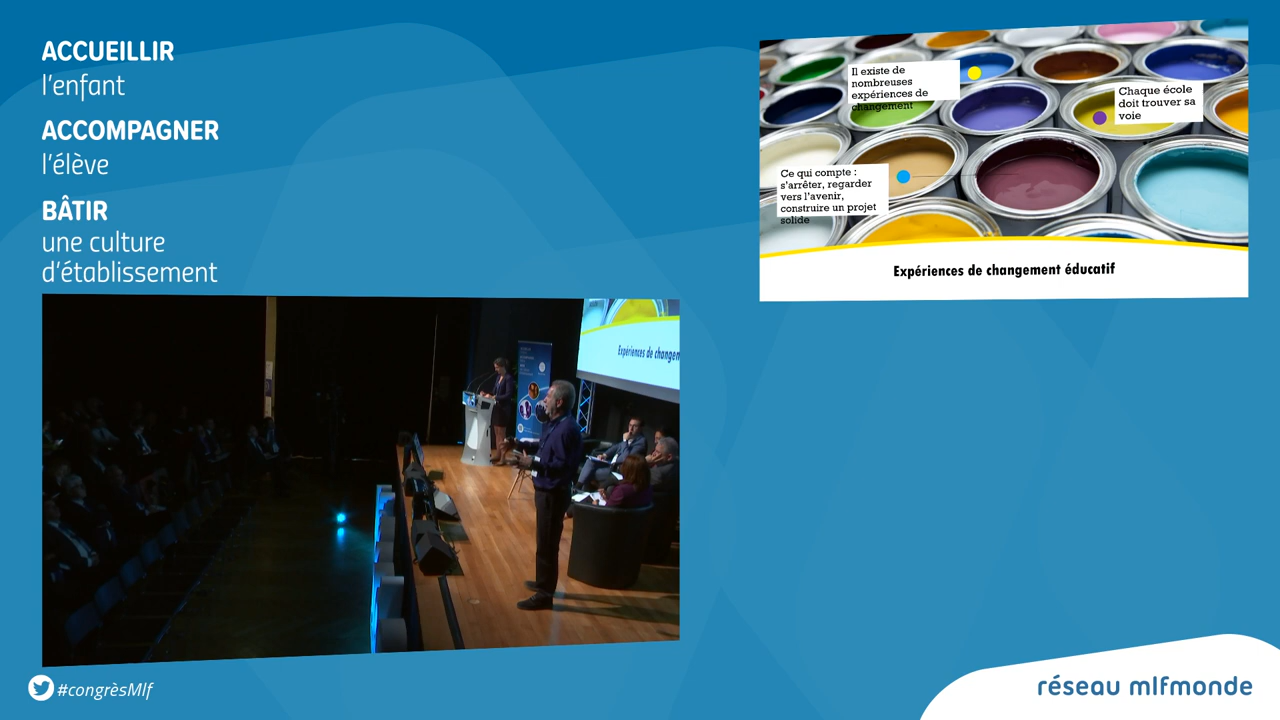 ACCUEILLIR
l'enfant
ACCOMPAGNER
l'élève
BÂTIR
une culture
d'établissement
Il existe de
nombreuses
expériences de
changement
Chaque école
doit trouver sa
voie
Ce qui compte :
s'arrêter, regarder
vers l'avenir,
construire un projet
solide
Expériences de changement éducatif
Expériences de changem
#congrèsMlf
réseau mlfmonde